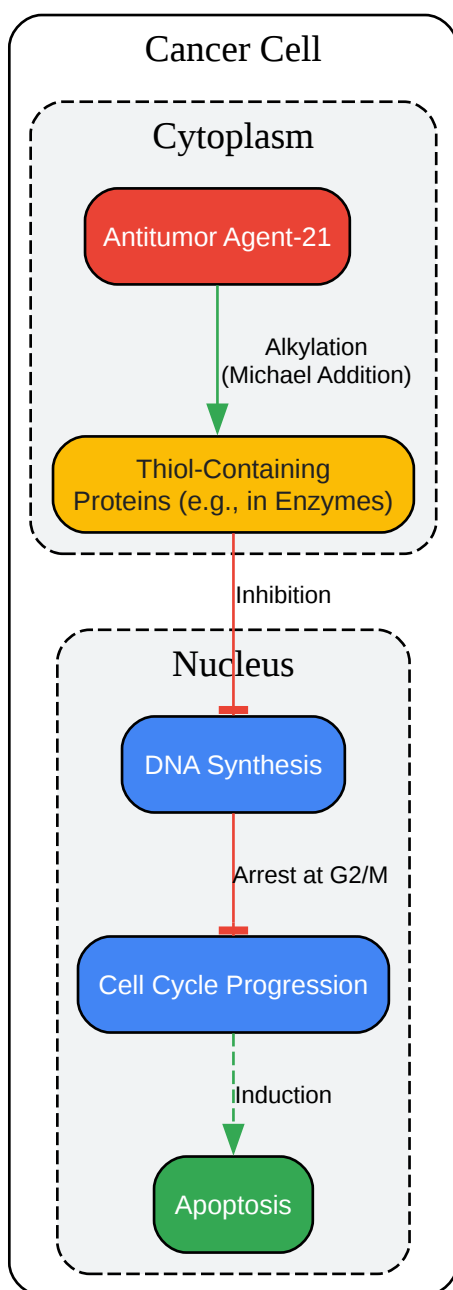 Cancer Cell
Cytoplasm
Antitumor Agent-21
Alkylation
(Michael Addition)
Thiol-Containing
Proteins (e.g., in Enzymes)
Inhibition
Nucleus
DNA Synthesis
Arrest at G2/M
Cell Cycle Progression
Induction
Apoptosis